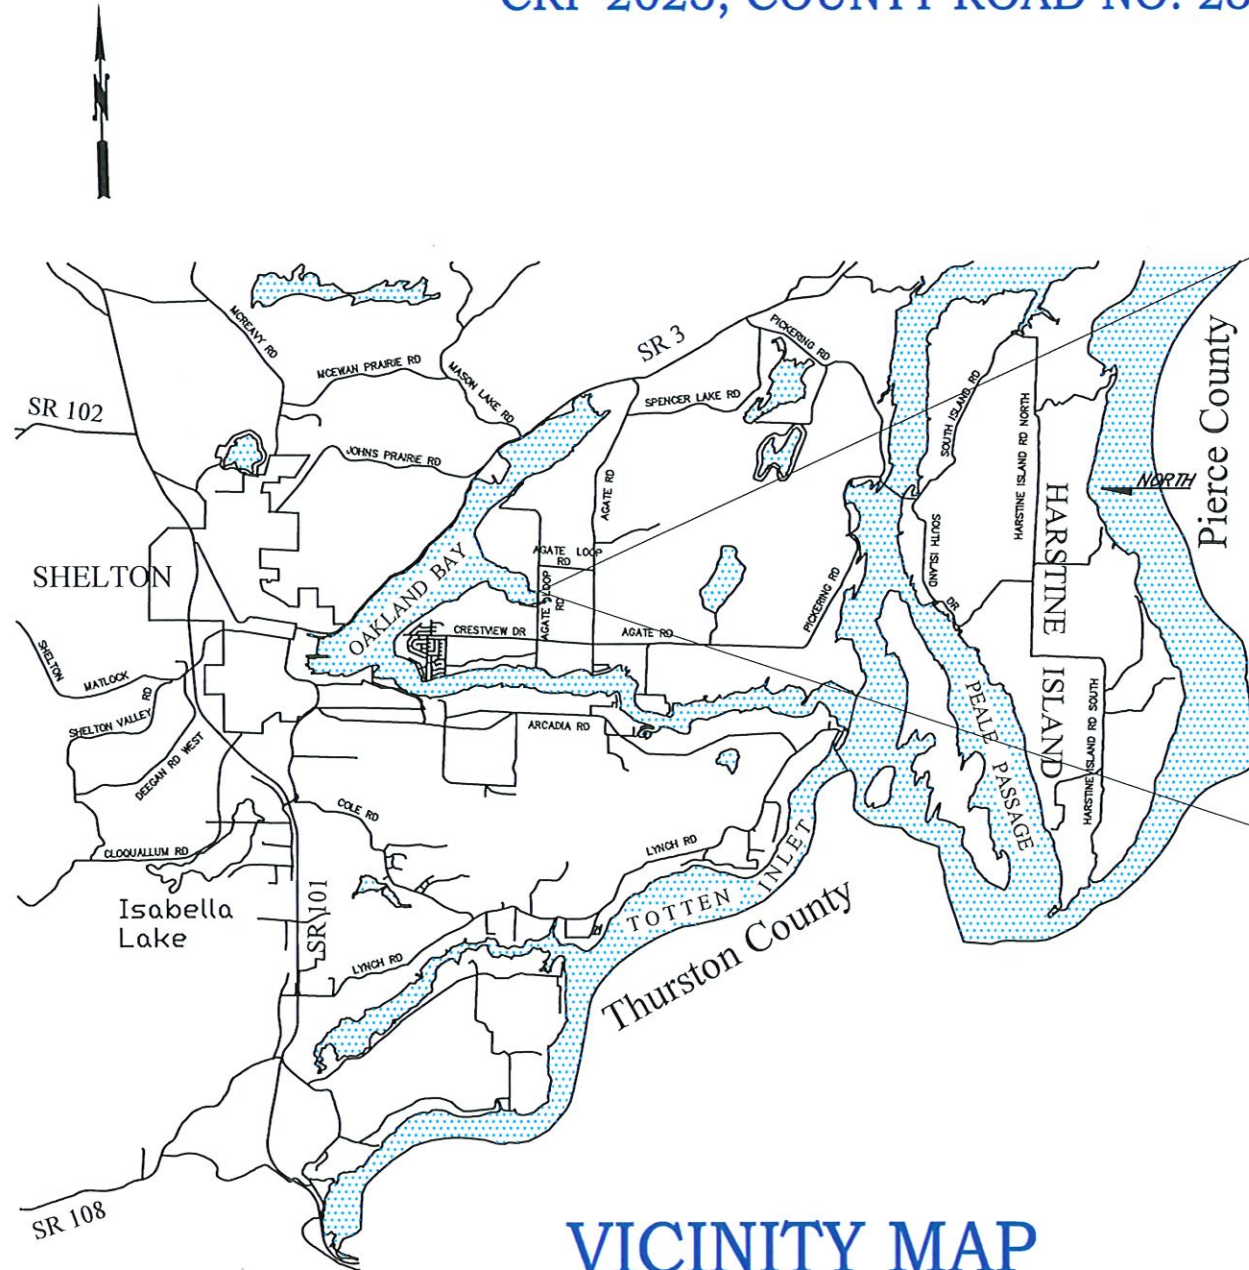 N
MCREAVY RD
MCEWAN PRAIRIE RD
MASON LAKE RD
SR 3
PICKERING RD
SPENCER LAKE RD
SR 102
JOHNS PRAIRIE RD
AGATE RD
SOUTH ISLAND RD
HARSTINE ISLAND RD NORTH
Pierce County
NORTH
HARSTINE ISLAND
SOUTH ISLAND DR
SHELTON
OAKLAND BAY
AGATE LOOP RD
AGATE LOOP RD
PICKERING RD
CRESTVIEW DR
AGATE RD
SHELTON
MATLOCK
RD
SHELTON VALLEY
DEEGAN RD WEST
ARCADIA RD
PEALE PASSAGE
HARSTINE ISLAND RD SOUTH
COLE RD
LYNCH RD
CLOQUALLUM RD
Isabella
Lake
SR 101
TOTTEN INLET
Thurston County
LYNCH RD
SR 108
VICINITY MAP